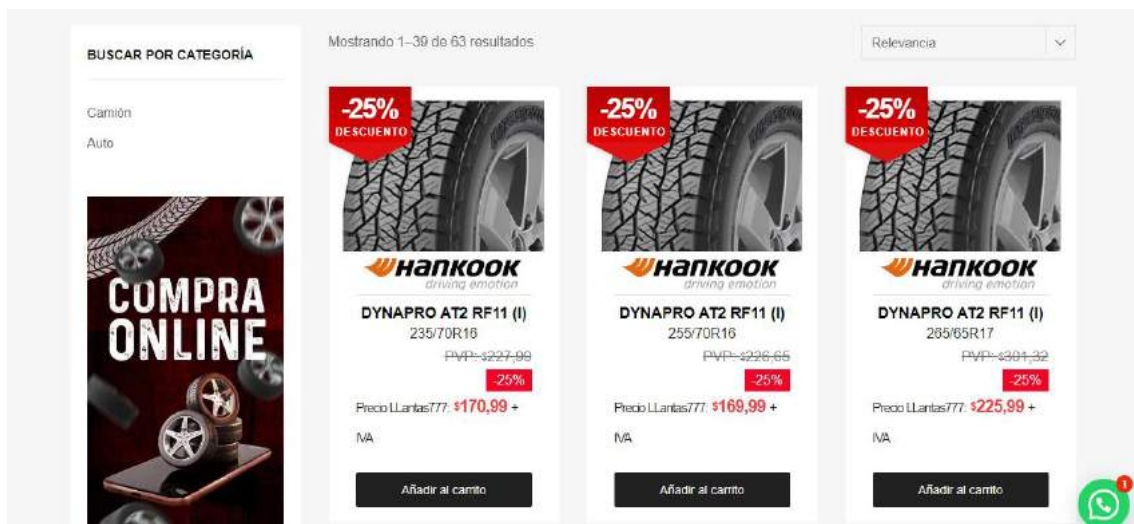 BUSCAR POR CATEGORÍA
Camión
Auto
COMPRA
ONLINE
Mostrando 1–39 de 63 resultados
Relevancia
-25%
DESCUENTO
HANKOOK
driving emotion
DYNAPRO AT2 RF11 (I)
235/70R16
PVP: $227,99
-25%
Precio LLantas777: $170,99 +
IVA
Añadir al carrito
-25%
DESCUENTO
HANKOOK
driving emotion
DYNAPRO AT2 RF11 (I)
255/70R16
PVP: $226,65
-25%
Precio LLantas777: $169,99 +
IVA
Añadir al carrito
-25%
DESCUENTO
HANKOOK
driving emotion
DYNAPRO AT2 RF11 (I)
265/65R17
PVP: $301,32
-25%
Precio LLantas777: $225,99 +
IVA
Añadir al carrito
1